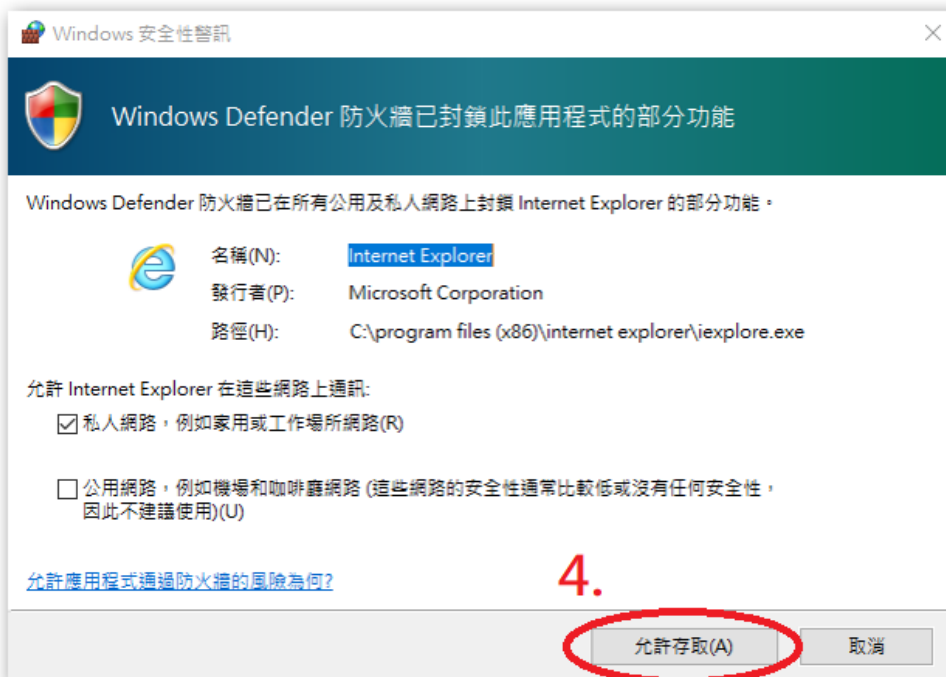 Windows 安全性警訊
Windows Defender 防火牆已封鎖此應用程式的部分功能
Windows Defender 防火牆已在所有公用及私人網路上封鎖 Internet Explorer 的部分功能。
名稱(N): Internet Explorer
發行者(P): Microsoft Corporation
路徑(H): C:\program files (x86)\internet explorer\iexplore.exe
允許 Internet Explorer 在這些網路上通訊:
私人網路，例如家用或工作場所網路(R)
公用網路，例如機場和咖啡廳網路 (這些網路的安全性通常比較低或沒有任何安全性，
因此不建議使用)(U)
允許應用程式通過防火牆的風險為何?
4.
允許存取(A) 取消